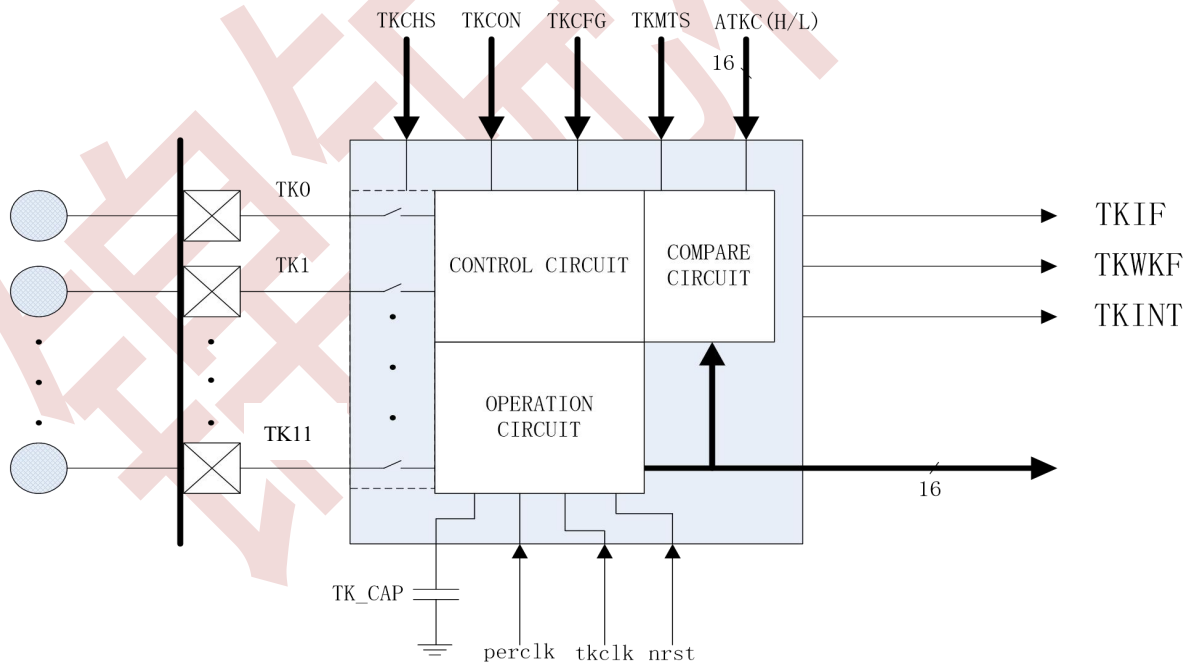 TKCHS TKCON TKCFG TKMTS ATKC(H/L)
16
TK0
TKIF
CONTROL CIRCUIT
COMPARE
CIRCUIT
TK1
TKWKF
TKINT
OPERATION
CIRCUIT
TK11
16
TK_CAP
perclk tkclk nrst